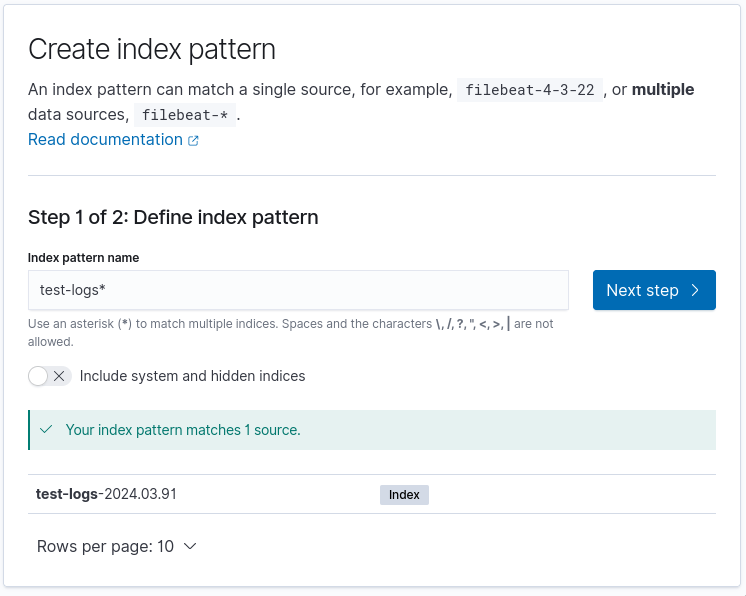 Create index pattern
An index pattern can match a single source, for example, filebeat-4-3-22 , or multiple
data sources, filebeat-* .
Read documentation
Step 1 of 2: Define index pattern
Index pattern name
test-logs*
Next step
Use an asterisk (*) to match multiple indices. Spaces and the characters \, /, ?, ", <, >, | are not
allowed.
Include system and hidden indices
Your index pattern matches 1 source.
test-logs-2024.03.91 Index
Rows per page: 10